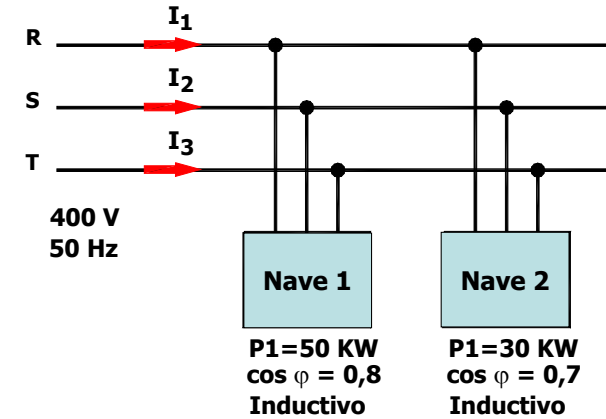 I1
R
I2
S
I3
T
400 V
50 Hz
Nave 1
Nave 2
P1=50 KW
cos φ = 0,8
Inductivo
P1=30 KW
cos φ = 0,7
Inductivo